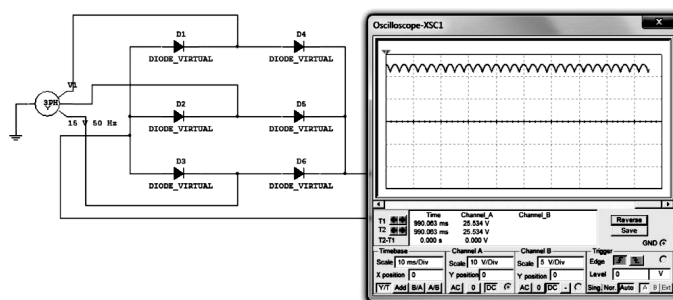 D1
D4
DIODE_VIRTUAL
DIODE_VIRTUAL
V1
3PH
15 V 50 Hz
D2
D5
DIODE_VIRTUAL
DIODE_VIRTUAL
D3
D6
DIODE_VIRTUAL
DIODE_VIRTUAL
Oscilloscope-XSC1
X
Time Channel_A Channel_B
T1 990.063 ms 25.534 V
T2 990.063 ms 25.534 V
T2-T1 0.000 s 0.000 V
Reverse
Save
GND
Timebase
Scale 10 ms/Div
X position 0
Y/T Add B/A A/B
Channel A
Scale 10 V/Div
Y position 0
AC 0 DC
Channel B
Scale 5 V/Div
Y position 0
AC 0 DC -
Trigger
Edge
Level 0 V
Sing. Nor. Auto A B Ext